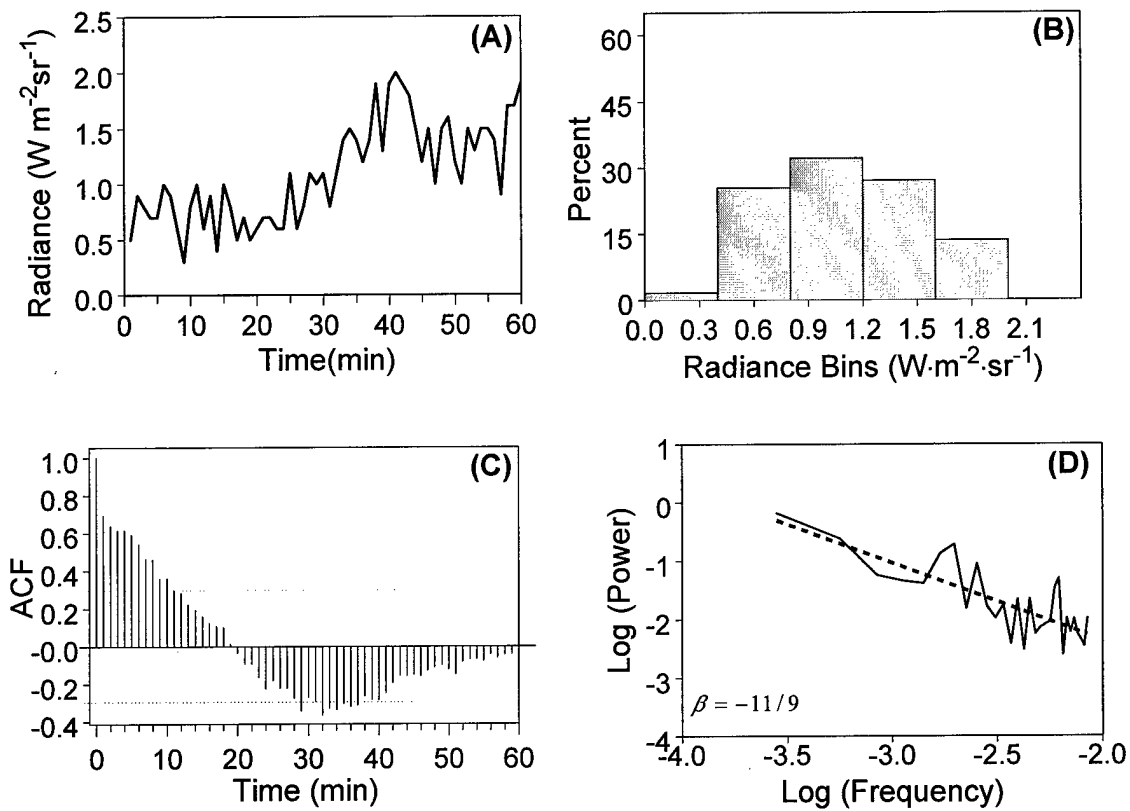 (A)
Radiance (W m⁻²sr⁻¹)
2.5
2.0
1.5
1.0
0.5
0.0
0 10 20 30 40 50 60
Time(min)
(B)
Percent
60
45
30
15
0
0.0 0.3 0.6 0.9 1.2 1.5 1.8 2.1
Radiance Bins (W·m⁻²·sr⁻¹)
(C)
ACF
1.0
0.8
0.6
0.4
0.2
-0.0
-0.2
-0.4
0 10 20 30 40 50 60
Time (min)
(D)
Log (Power)
1
0
-1
-2
-3
-4
β = −11/9
-4.0 -3.5 -3.0 -2.5 -2.0
Log (Frequency)